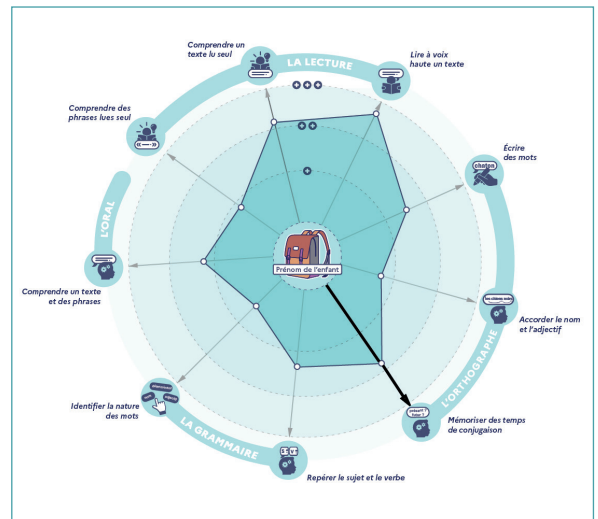 Comprendre un
texte lu seul
LA LECTURE
Lire à voix
haute un texte
Comprendre des
phrases lues seul
Écrire
des mots
chaton
L'ORAL
Prénom de l'enfant
Comprendre un texte
et des phrases
Accorder le nom
et l'adjectif
L'ORTHOGRAPHE
Identifier la nature
des mots
LA GRAMMAIRE
Mémoriser des temps
de conjugaison
Repérer le sujet et le verbe